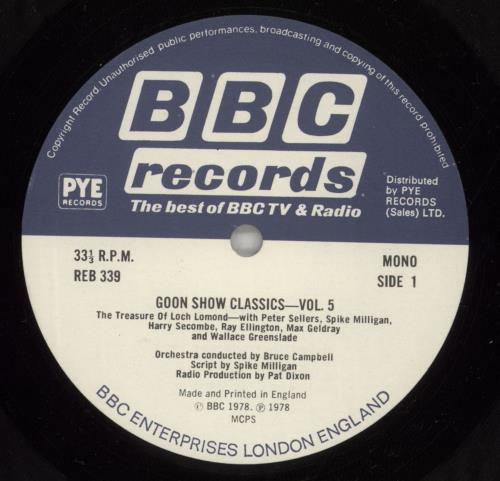 Copyright Record. Unauthorised public performances, broadcasting and copying of this record prohibited
BBC
records
The best of BBC TV & Radio
PYE
RECORDS
Distributed
by PYE
RECORDS
(Sales) LTD.
33⅓ R.P.M.
REB 339
MONO
SIDE 1
GOON SHOW CLASSICS—VOL. 5
The Treasure Of Loch Lomond—with Peter Sellers, Spike Milligan,
Harry Secombe, Ray Ellington, Max Geldray
and Wallace Greenslade
Orchestra conducted by Bruce Campbell
Script by Spike Milligan
Radio Production by Pat Dixon
Made and Printed in England
© BBC 1978. ℗ 1978
MCPS
BBC ENTERPRISES LONDON ENGLAND